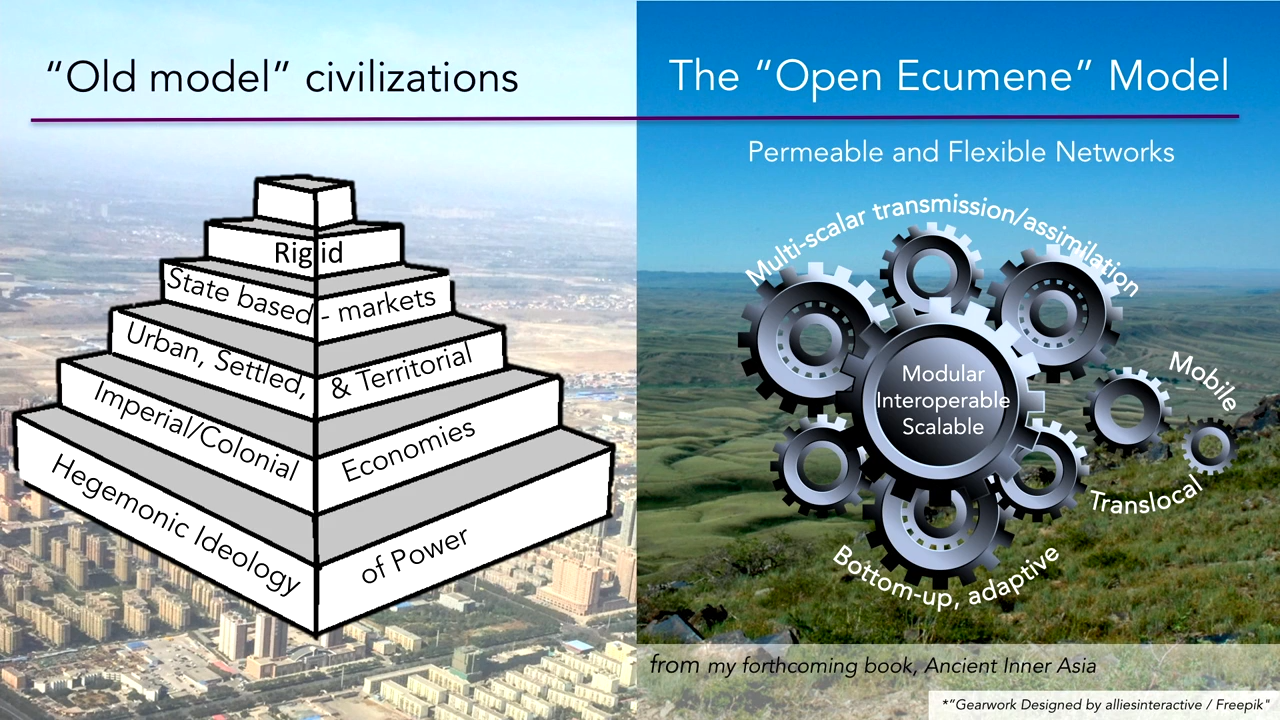 “Old model” civilizations
Rigid
State based - markets
Urban, Settled, & Territorial
Imperial/Colonial Economies
Hegemonic Ideology of Power
The “Open Ecumene” Model
Permeable and Flexible Networks
Multi-scalar transmission/assimilation
Modular
Interoperable
Scalable
Mobile
Translocal
Bottom-up, adaptive
from my forthcoming book, Ancient Inner Asia
*"Gearwork Designed by alliesinteractive / Freepik"